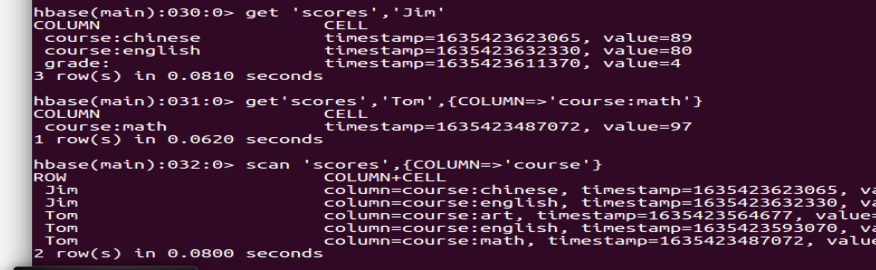 hbase(main):030:0> get 'scores','Jim'
COLUMN CELL
course:chinese timestamp=1635423623065, value=89
course:english timestamp=1635423632330, value=80
grade: timestamp=1635423611370, value=4
3 row(s) in 0.0810 seconds
hbase(main):031:0> get'scores','Tom',{COLUMN=>'course:math'}
COLUMN CELL
course:math timestamp=1635423487072, value=97
1 row(s) in 0.0620 seconds
hbase(main):032:0> scan 'scores',{COLUMN=>'course'}
ROW COLUMN+CELL
Jim column=course:chinese, timestamp=1635423623065, va
Jim column=course:english, timestamp=1635423632330, va
Tom column=course:art, timestamp=1635423564677, value=
Tom column=course:english, timestamp=1635423593070, va
Tom column=course:math, timestamp=1635423487072, value
2 row(s) in 0.0800 seconds